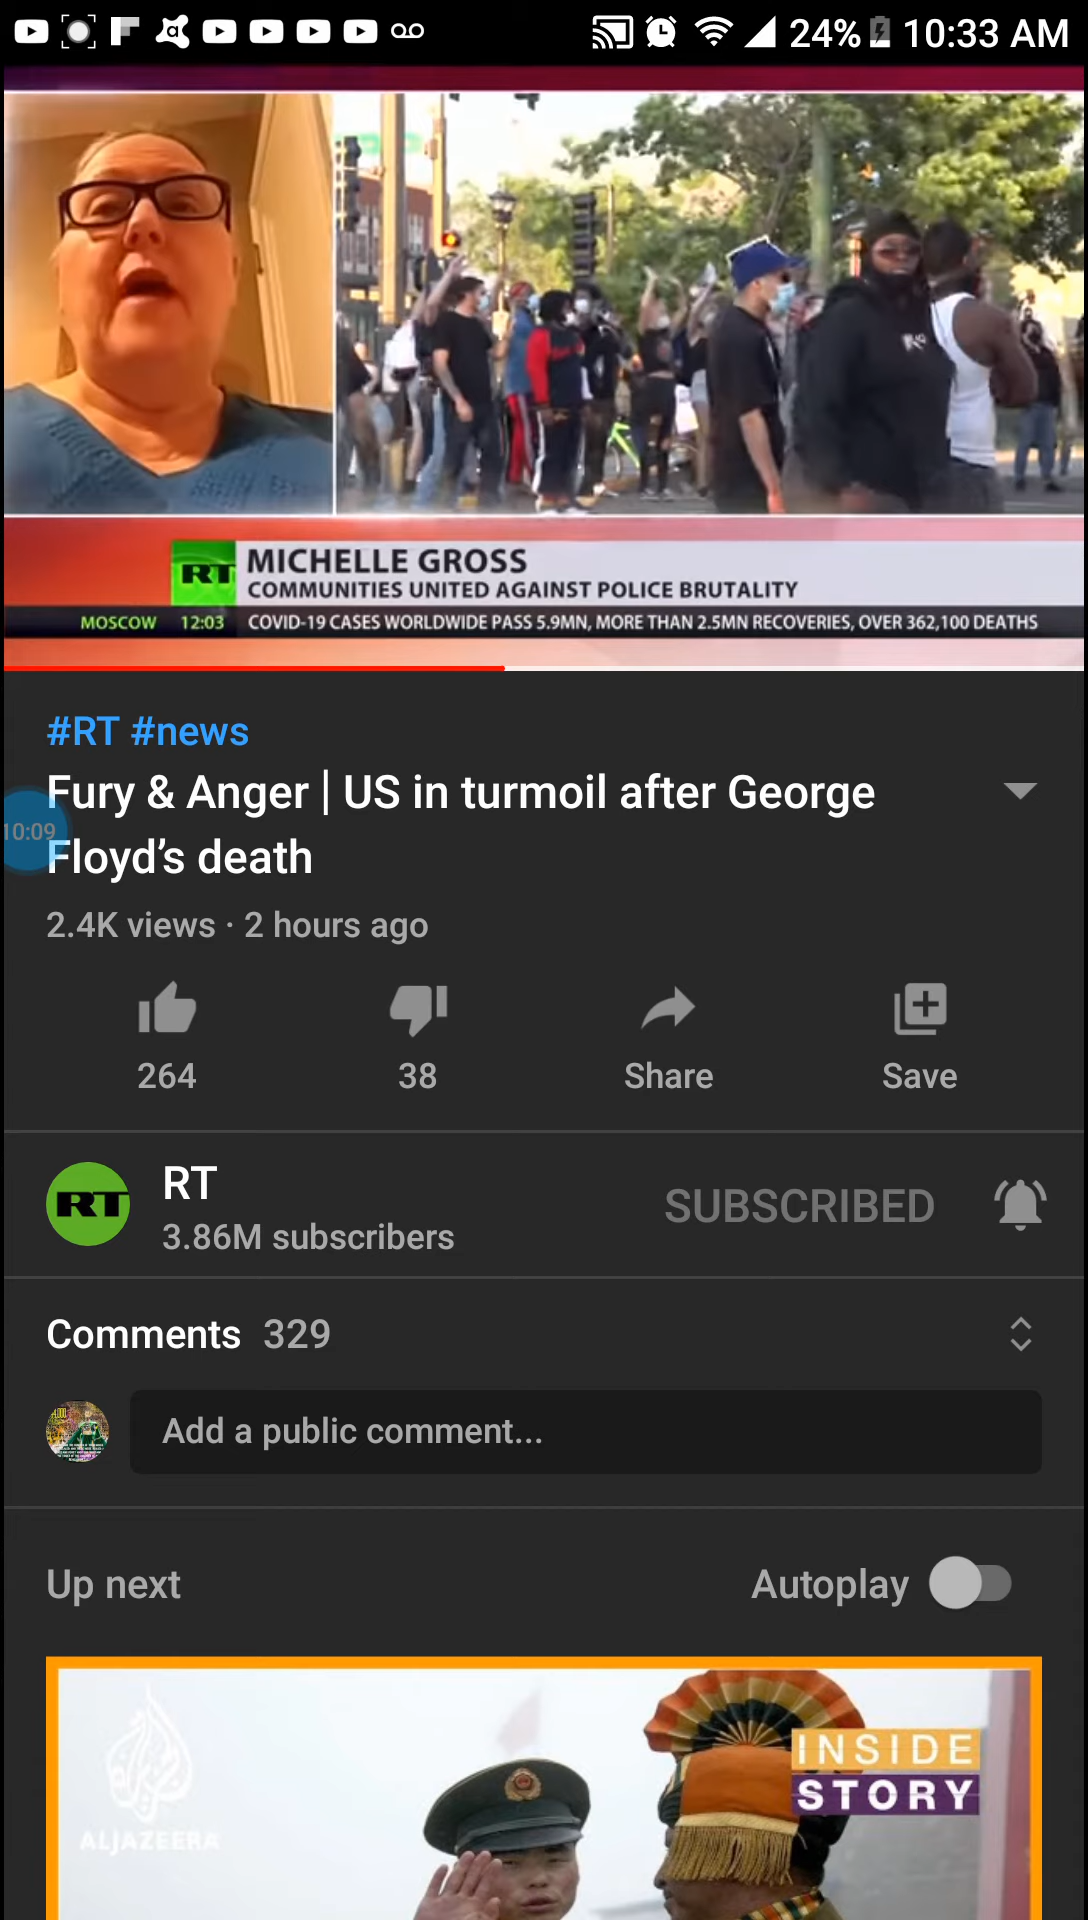 24% 10:33 AM
RT MICHELLE GROSS
COMMUNITIES UNITED AGAINST POLICE BRUTALITY
MOSCOW 12:03 COVID-19 CASES WORLDWIDE PASS 5.9MN, MORE THAN 2.5MN RECOVERIES, OVER 362,100 DEATHS
#RT #news
Fury & Anger | US in turmoil after George
10:09
Floyd’s death
2.4K views · 2 hours ago
264 38 Share Save
RT RT
3.86M subscribers
SUBSCRIBED
Comments 329
Add a public comment...
Up next Autoplay
INSIDE
STORY
ALJAZEERA